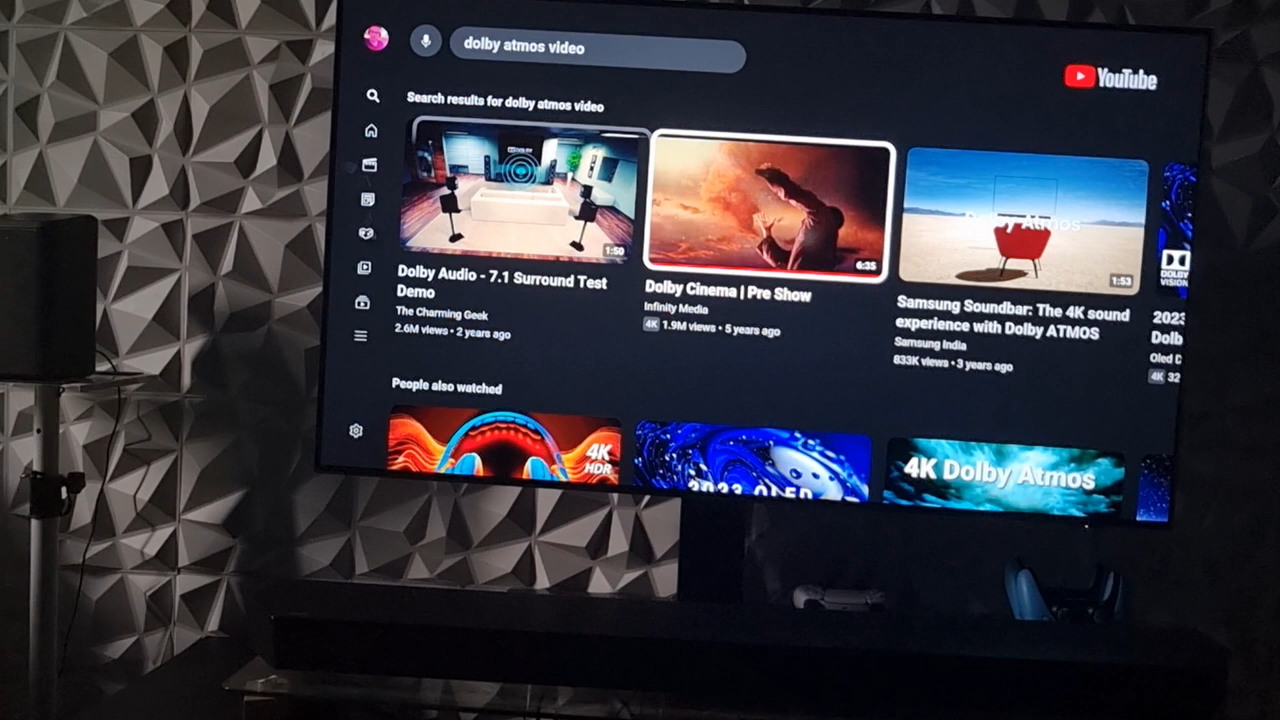 dolby atmos video
YouTube
Search results for dolby atmos video
1:50
6:35
Dolby Atmos
1:53
DOLBY
VISION
Dolby Audio - 7.1 Surround Test
Demo
The Charming Geek
2.6M views • 2 years ago
Dolby Cinema | Pre Show
Infinity Media
4K 1.9M views • 5 years ago
Samsung Soundbar: The 4K sound
experience with Dolby ATMOS
Samsung India
833K views • 3 years ago
2023
Dolb
Oled D
4K 32
People also watched
4K
HDR
2023 OLED
4K Dolby Atmos